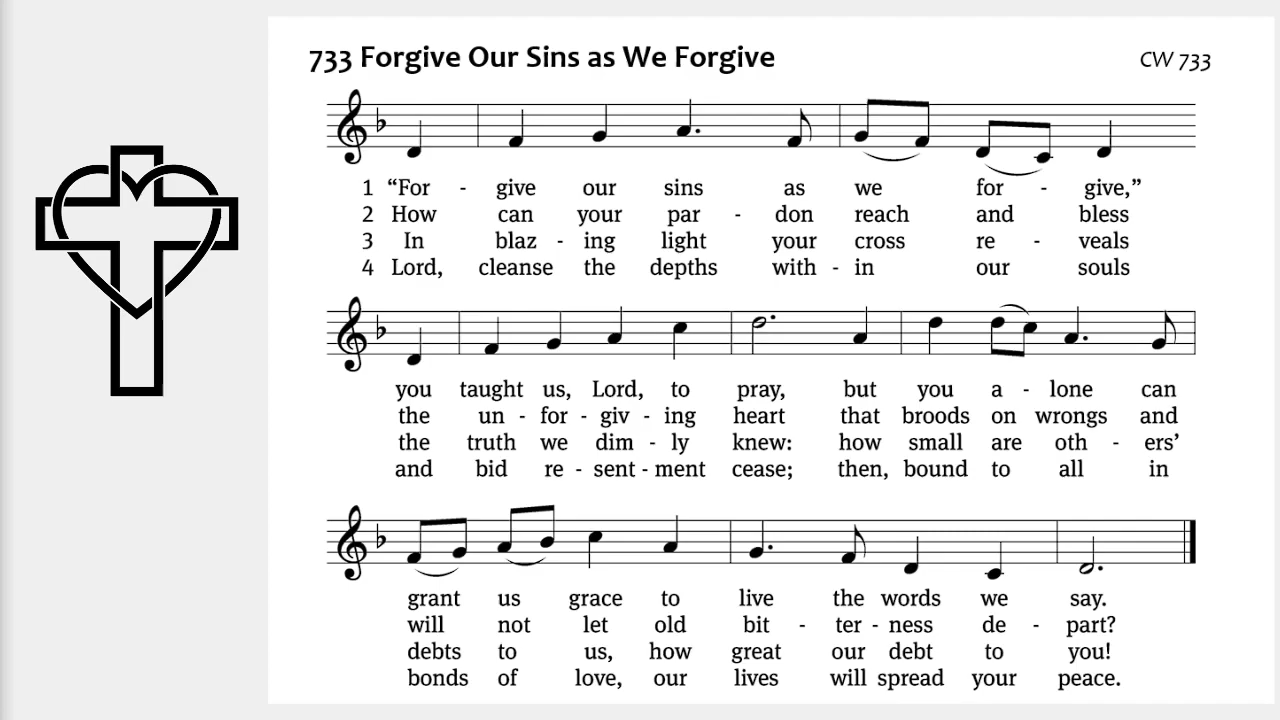 733 Forgive Our Sins as We Forgive
CW 733
1 “For - give our sins as we for - give,”
2 How can your par - don reach and bless
3 In blaz - ing light your cross re - veals
4 Lord, cleanse the depths with - in our souls
you taught us, Lord, to pray, but you a - lone can
the un - for - giv - ing heart that broods on wrongs and
the truth we dim - ly knew: how small are oth - ers’
and bid re - sent - ment cease; then, bound to all in
grant us grace to live the words we say.
will not let old bit - ter - ness de - part?
debts to us, how great our debt to you!
bonds of love, our lives will spread your peace.